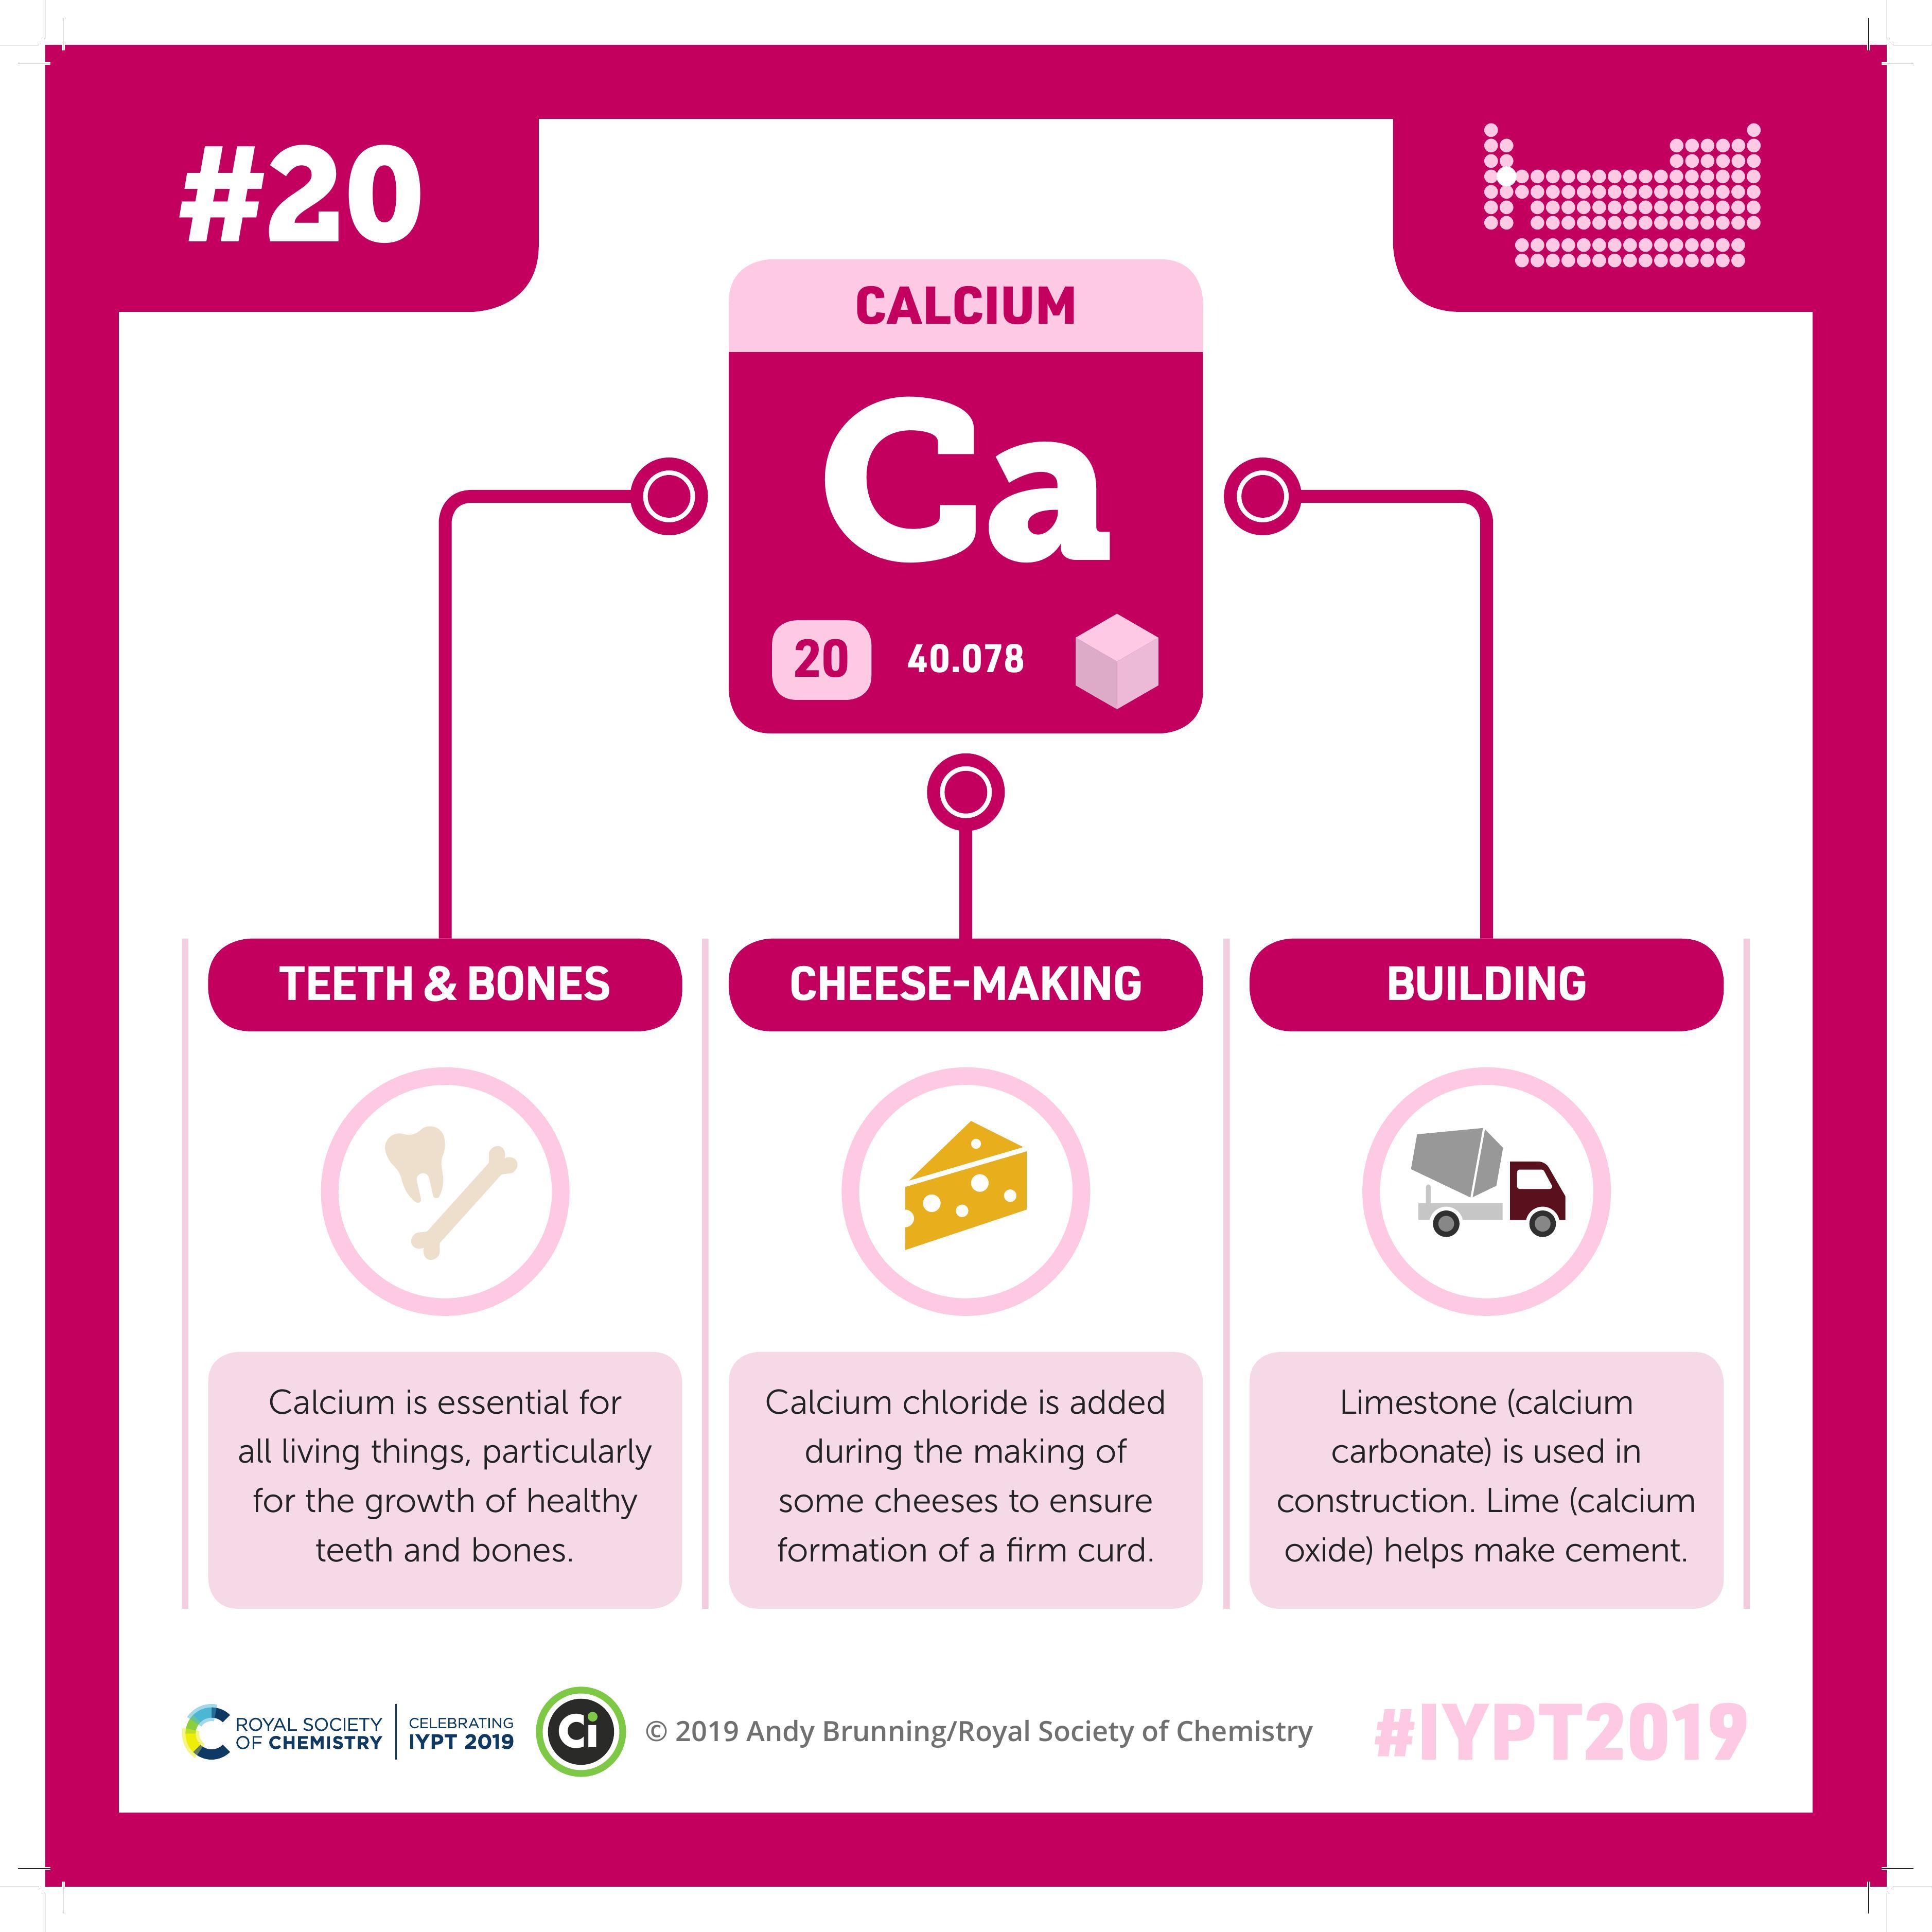 #20
CALCIUM
Ca
20 40.078
TEETH & BONES
Calcium is essential for
all living things, particularly
for the growth of healthy
teeth and bones.
CHEESE-MAKING
Calcium chloride is added
during the making of
some cheeses to ensure
formation of a firm curd.
BUILDING
Limestone (calcium
carbonate) is used in
construction. Lime (calcium
oxide) helps make cement.
ROYAL SOCIETY
OF CHEMISTRY
CELEBRATING
IYPT 2019
Ci
© 2019 Andy Brunning/Royal Society of Chemistry
#IYPT2019